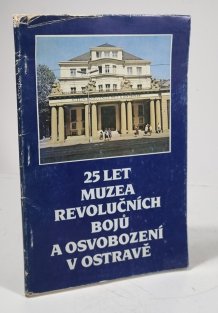 25 LET
MUZEA
REVOLUČNÍCH
BOJŮ
A OSVOBOZENÍ
V OSTRAVĚ